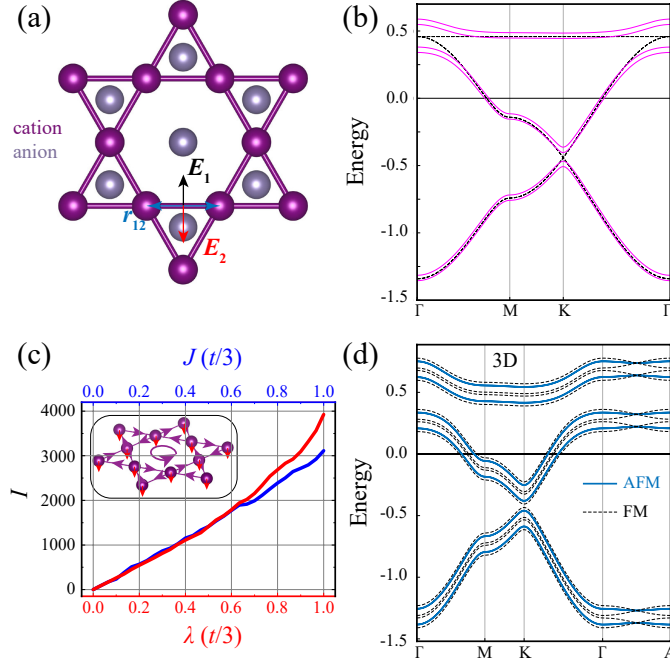 (a)
cation
anion
E1
r12
E2
(b)
Energy
0.5
0.0
-0.5
-1.0
-1.5
Γ M K Γ
(c)
J (t/3)
0.0 0.2 0.4 0.6 0.8 1.0
I
4000
3000
2000
1000
0
0.0 0.2 0.4 0.6 0.8 1.0
λ (t/3)
(d)
3D
Energy
0.5
0.0
-0.5
-1.0
-1.5
AFM
FM
Γ M K Γ A